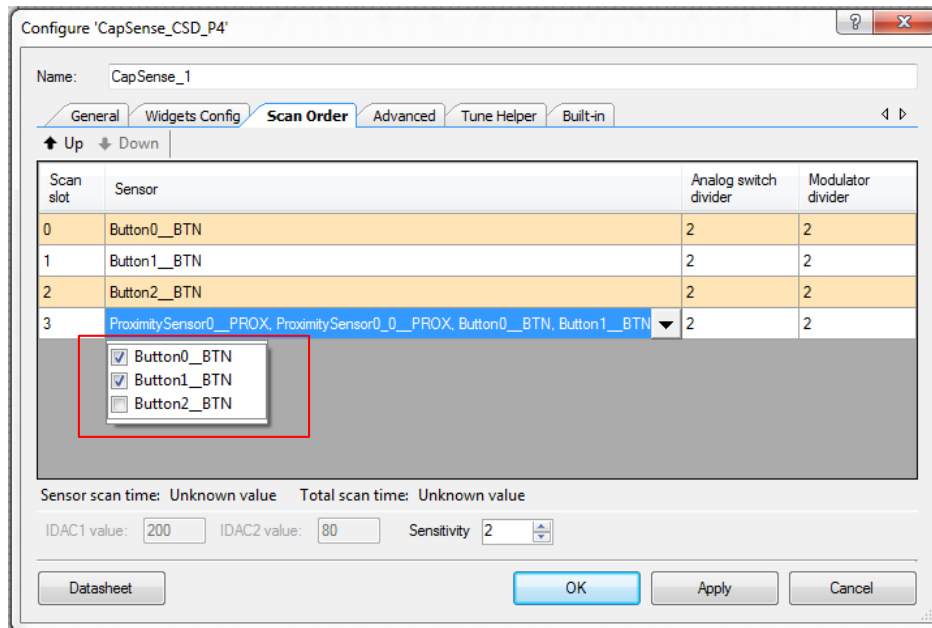 Configure 'CapSense_CSD_P4'
Name: CapSense_1
General Widgets Config Scan Order Advanced Tune Helper Built-in
Up Down
Scan slot Sensor Analog switch divider Modulator divider
0 Button0__BTN 2 2
1 Button1__BTN 2 2
2 Button2__BTN 2 2
3 ProximitySensor0__PROX, ProximitySensor0_0__PROX, Button0__BTN, Button1__BTN 2 2
Button0__BTN
Button1__BTN
Button2__BTN
Sensor scan time: Unknown value Total scan time: Unknown value
IDAC1 value: 200 IDAC2 value: 80 Sensitivity 2
Datasheet OK Apply Cancel